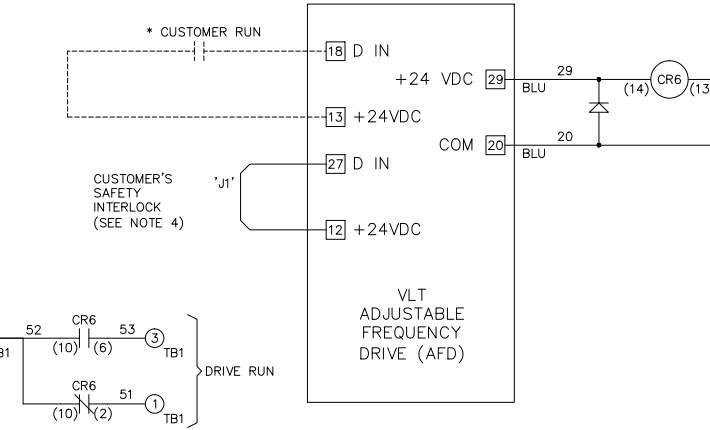 * CUSTOMER RUN
18 D IN
+24 VDC 29
29
BLU
CR6
(14)
(13
13 +24VDC
COM 20
20
BLU
27 D IN
CUSTOMER'S
SAFETY
INTERLOCK
(SEE NOTE 4)
'J1'
12 +24VDC
VLT
ADJUSTABLE
FREQUENCY
DRIVE (AFD)
52
CR6
53
(10)
(6)
3
TB1
B1
DRIVE RUN
CR6
51
(10)
(2)
1
TB1